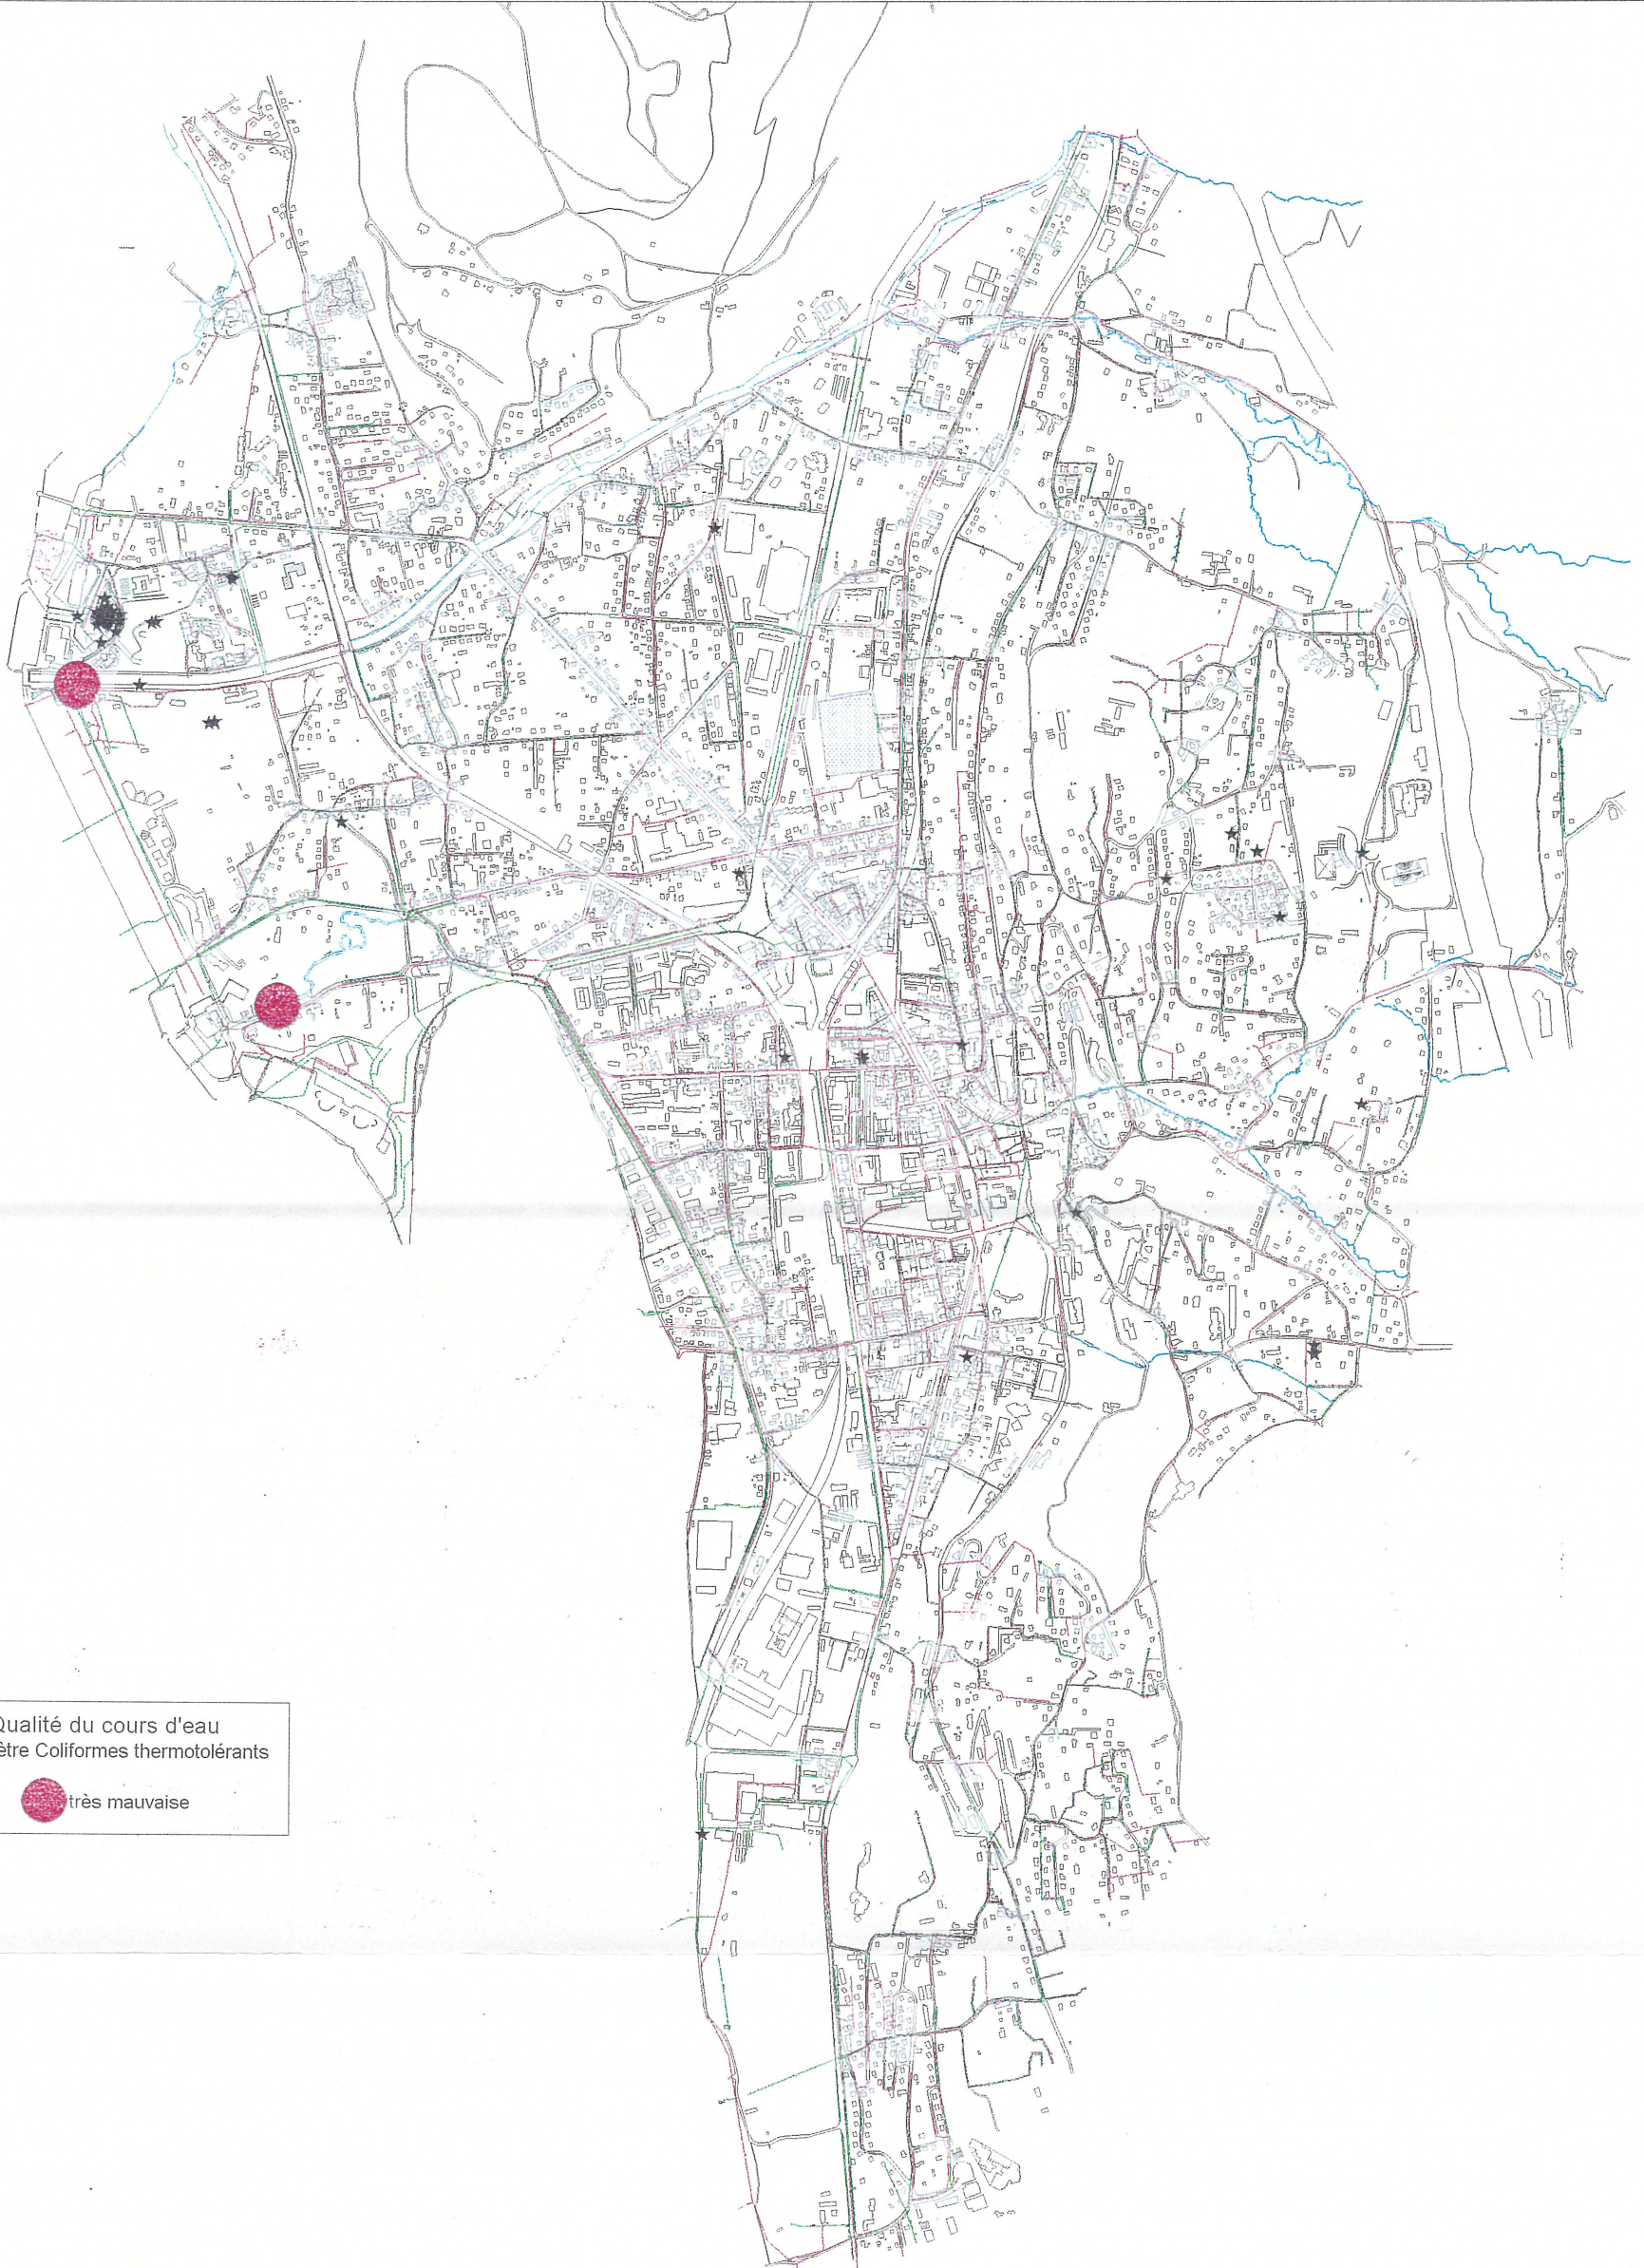 Qualité du cours d'eau
ètre Coliformes thermotolérants
très mauvaise